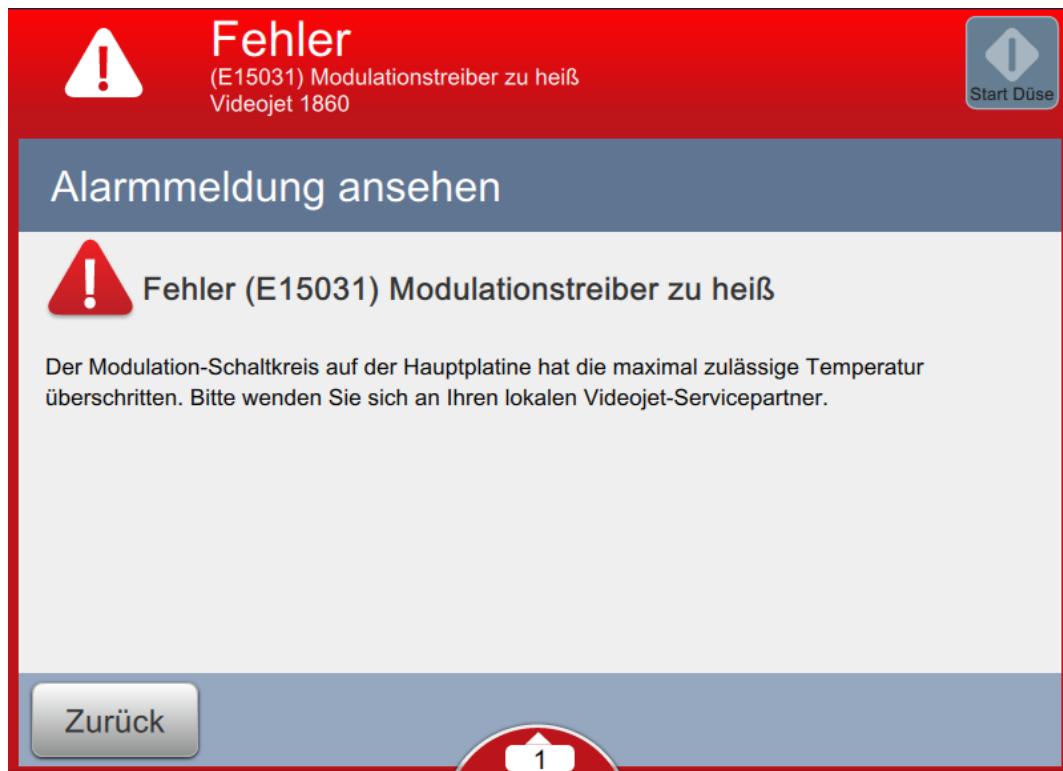 Fehler
(E15031) Modulationstreiber zu heiß
Videojet 1860
Start Düse
Alarmmeldung ansehen
Fehler (E15031) Modulationstreiber zu heiß
Der Modulation-Schaltkreis auf der Hauptplatine hat die maximal zulässige Temperatur
überschritten. Bitte wenden Sie sich an Ihren lokalen Videojet-Servicepartner.
Zurück
1